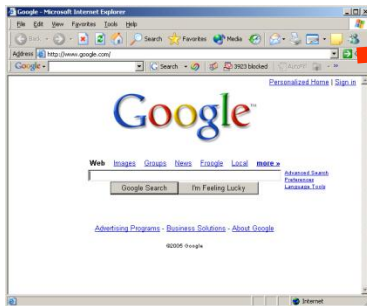 Google - Microsoft Internet Explorer
File Edit View Favorites Tools Help
Back Search Favorites Media
Address http://www.google.com/
Google - Search 3923 blocked AutoFill
Personalized Home | Sign in
Google™
Web Images Groups News Froogle Local more »
Advanced Search
Preferences
Language Tools
Google Search I'm Feeling Lucky
Advertising Programs - Business Solutions - About Google
©2005 Google
Internet